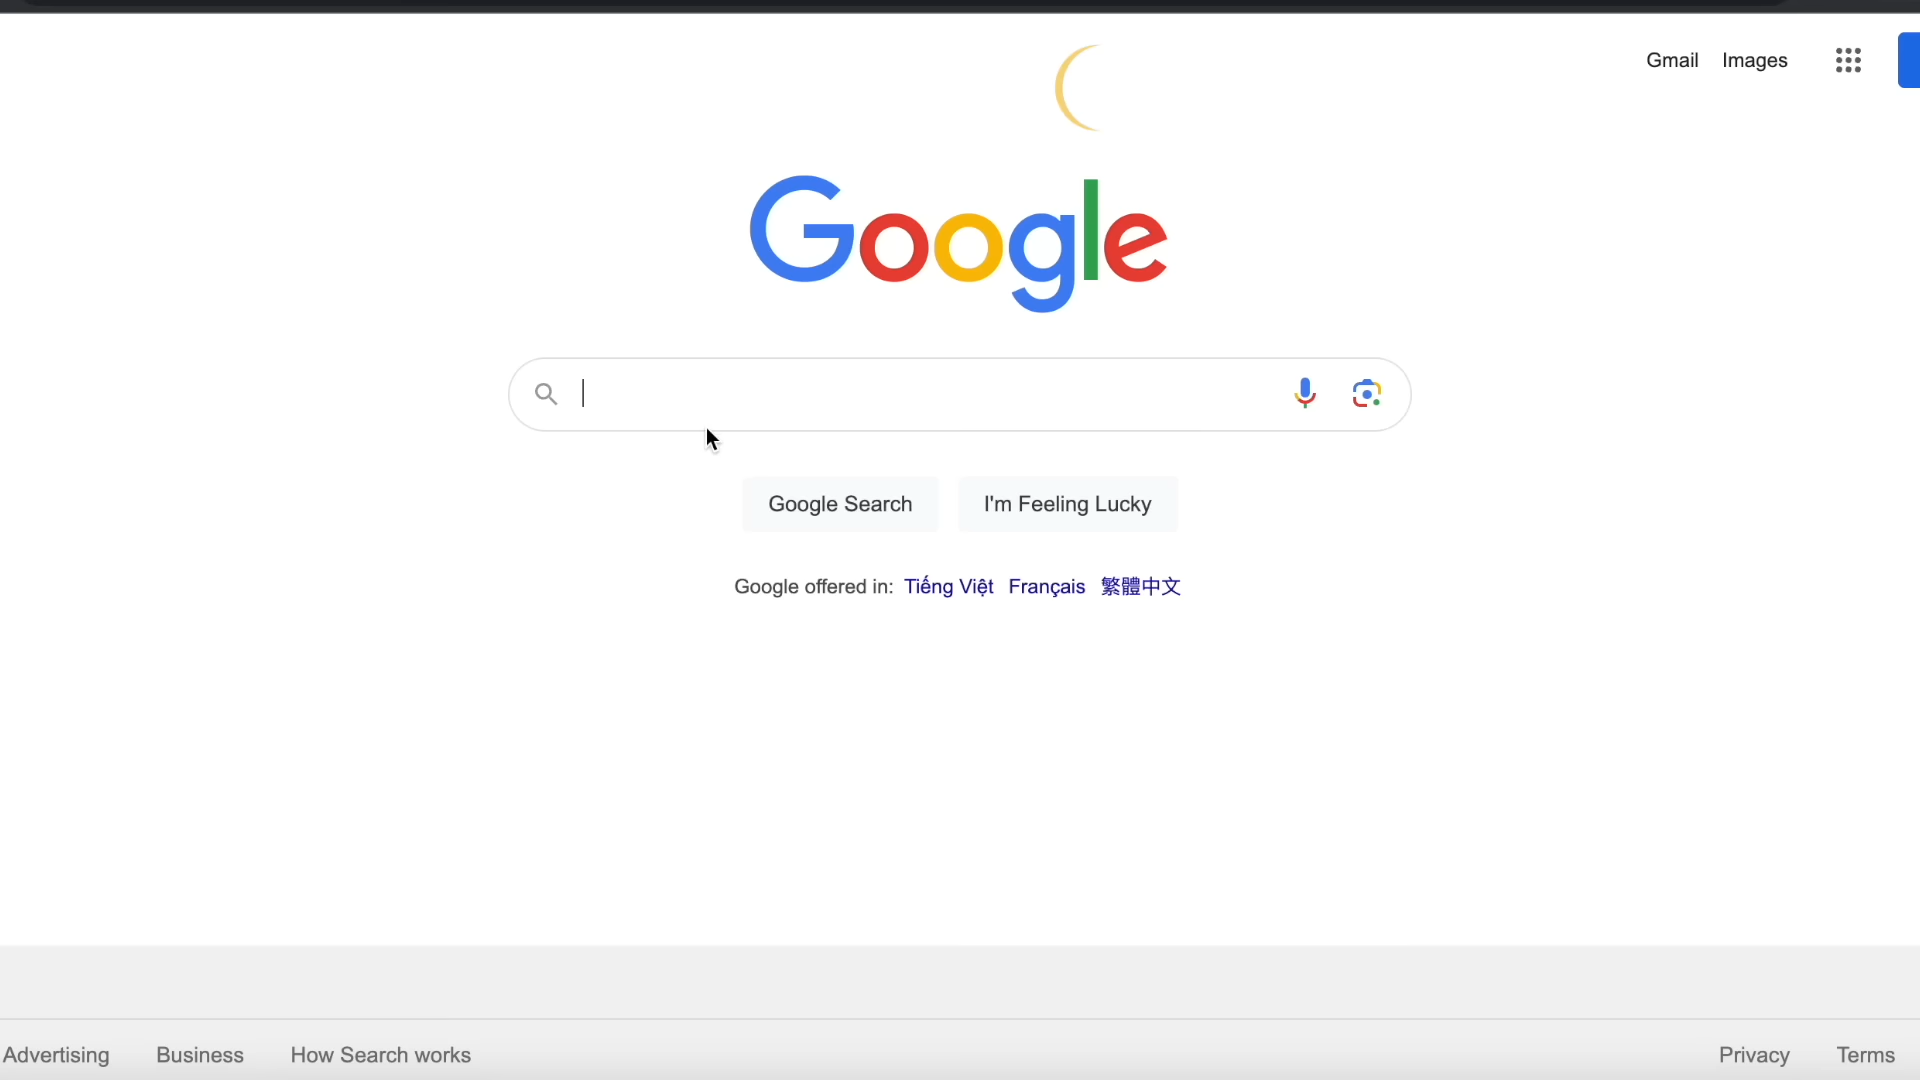 Gmail Images
Google
Google Search I'm Feeling Lucky
Google offered in: Tiếng Việt Français 繁體中文
Advertising Business How Search works Privacy Terms